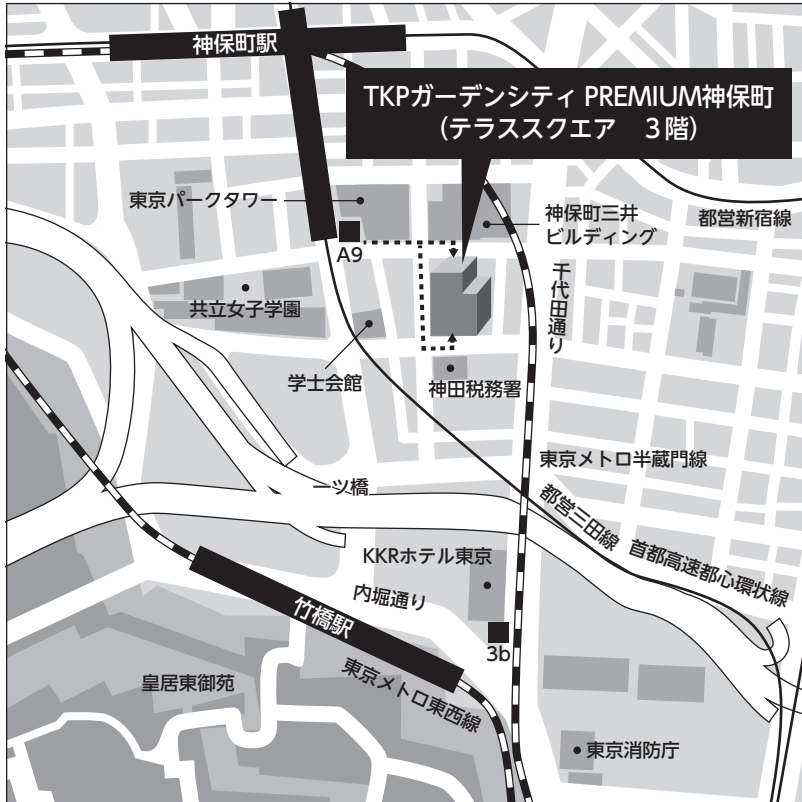 神保町駅
TKPガーデンシティ PREMIUM神保町
(テラススクエア　３階)
東京パークタワー
神保町三井
ビルディング
都営新宿線
A9
千代田通り
共立女子学園
学士会館
神田税務署
東京メトロ半蔵門線
一ツ橋
都営三田線
首都高速都心環状線
KKRホテル東京
内堀通り
竹橋駅
3b
皇居東御苑
東京メトロ東西線
東京消防庁